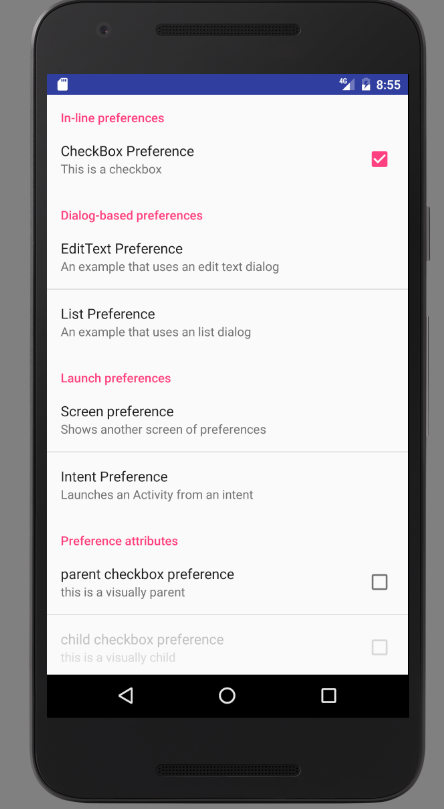 4G 8:55
In-line preferences
CheckBox Preference
This is a checkbox
Dialog-based preferences
EditText Preference
An example that uses an edit text dialog
List Preference
An example that uses an list dialog
Launch preferences
Screen preference
Shows another screen of preferences
Intent Preference
Launches an Activity from an intent
Preference attributes
parent checkbox preference
this is a visually parent
child checkbox preference
this is a visually child